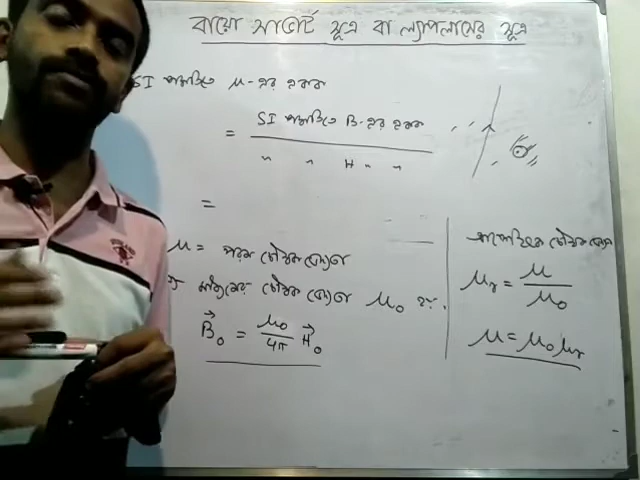 বায়ো সাভার্ট সূত্র বা ল্যাপলাসের সূত্র
SI পদ্ধতিতে μ-এর একক
= SI পদ্ধতিতে B-এর একক
" " H " "
=
μ = পরম চৌম্বক ভেদ্যতা
মাধ্যমের চৌম্বক ভেদ্যতা μ₀ হয়.
B⃗₀ = μ₀/4π H⃗₀
আপেক্ষিক চৌম্বক ভেদ্যতা
μᵣ = μ/μ₀
μ = μ₀μᵣ